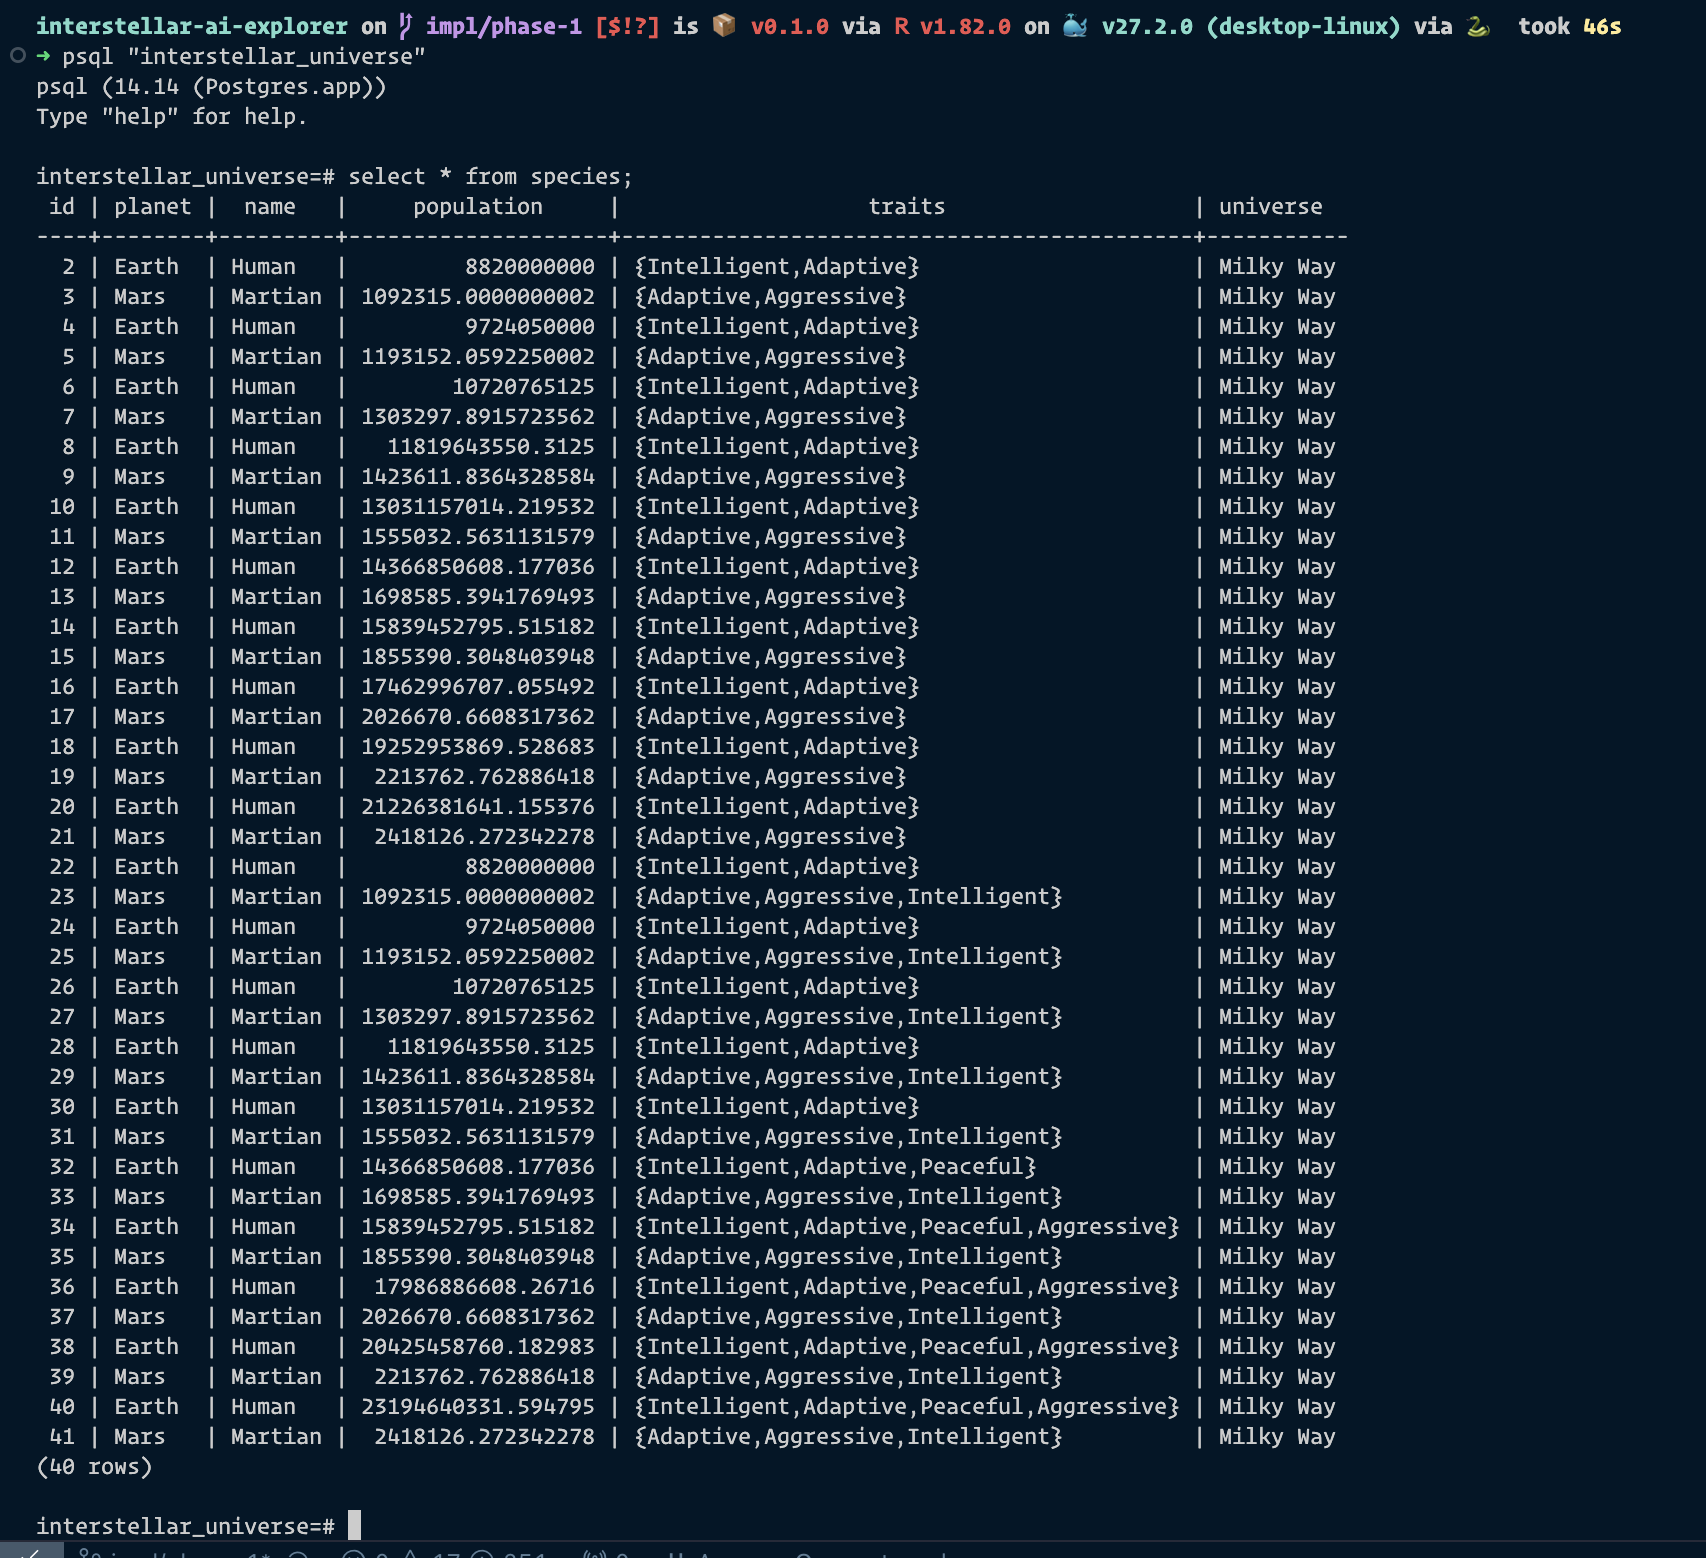 interstellar-ai-explorer on impl/phase-1 [$!?] is 📦 v0.1.0 via R v1.82.0 on 🐳 v27.2.0 (desktop-linux) via 🐍 took 46s
→ psql "interstellar_universe"
psql (14.14 (Postgres.app))
Type "help" for help.
interstellar_universe=# select * from species;
 id | planet |  name   |     population     |                   traits                   | universe
----+--------+---------+--------------------+--------------------------------------------+-----------
  2 | Earth  | Human   |         8820000000 | {Intelligent,Adaptive}                     | Milky Way
  3 | Mars   | Martian | 1092315.0000000002 | {Adaptive,Aggressive}                      | Milky Way
  4 | Earth  | Human   |         9724050000 | {Intelligent,Adaptive}                     | Milky Way
  5 | Mars   | Martian | 1193152.0592250002 | {Adaptive,Aggressive}                      | Milky Way
  6 | Earth  | Human   |        10720765125 | {Intelligent,Adaptive}                     | Milky Way
  7 | Mars   | Martian | 1303297.8915723562 | {Adaptive,Aggressive}                      | Milky Way
  8 | Earth  | Human   |   11819643550.3125 | {Intelligent,Adaptive}                     | Milky Way
  9 | Mars   | Martian | 1423611.8364328584 | {Adaptive,Aggressive}                      | Milky Way
 10 | Earth  | Human   | 13031157014.219532 | {Intelligent,Adaptive}                     | Milky Way
 11 | Mars   | Martian | 1555032.5631131579 | {Adaptive,Aggressive}                      | Milky Way
 12 | Earth  | Human   | 14366850608.177036 | {Intelligent,Adaptive}                     | Milky Way
 13 | Mars   | Martian | 1698585.3941769493 | {Adaptive,Aggressive}                      | Milky Way
 14 | Earth  | Human   | 15839452795.515182 | {Intelligent,Adaptive}                     | Milky Way
 15 | Mars   | Martian | 1855390.3048403948 | {Adaptive,Aggressive}                      | Milky Way
 16 | Earth  | Human   | 17462996707.055492 | {Intelligent,Adaptive}                     | Milky Way
 17 | Mars   | Martian | 2026670.6608317362 | {Adaptive,Aggressive}                      | Milky Way
 18 | Earth  | Human   | 19252953869.528683 | {Intelligent,Adaptive}                     | Milky Way
 19 | Mars   | Martian |  2213762.762886418 | {Adaptive,Aggressive}                      | Milky Way
 20 | Earth  | Human   | 21226381641.155376 | {Intelligent,Adaptive}                     | Milky Way
 21 | Mars   | Martian |  2418126.272342278 | {Adaptive,Aggressive}                      | Milky Way
 22 | Earth  | Human   |         8820000000 | {Intelligent,Adaptive}                     | Milky Way
 23 | Mars   | Martian | 1092315.0000000002 | {Adaptive,Aggressive,Intelligent}          | Milky Way
 24 | Earth  | Human   |         9724050000 | {Intelligent,Adaptive}                     | Milky Way
 25 | Mars   | Martian | 1193152.0592250002 | {Adaptive,Aggressive,Intelligent}          | Milky Way
 26 | Earth  | Human   |        10720765125 | {Intelligent,Adaptive}                     | Milky Way
 27 | Mars   | Martian | 1303297.8915723562 | {Adaptive,Aggressive,Intelligent}          | Milky Way
 28 | Earth  | Human   |   11819643550.3125 | {Intelligent,Adaptive}                     | Milky Way
 29 | Mars   | Martian | 1423611.8364328584 | {Adaptive,Aggressive,Intelligent}          | Milky Way
 30 | Earth  | Human   | 13031157014.219532 | {Intelligent,Adaptive}                     | Milky Way
 31 | Mars   | Martian | 1555032.5631131579 | {Adaptive,Aggressive,Intelligent}          | Milky Way
 32 | Earth  | Human   | 14366850608.177036 | {Intelligent,Adaptive,Peaceful}            | Milky Way
 33 | Mars   | Martian | 1698585.3941769493 | {Adaptive,Aggressive,Intelligent}          | Milky Way
 34 | Earth  | Human   | 15839452795.515182 | {Intelligent,Adaptive,Peaceful,Aggressive} | Milky Way
 35 | Mars   | Martian | 1855390.3048403948 | {Adaptive,Aggressive,Intelligent}          | Milky Way
 36 | Earth  | Human   |  17986886608.26716 | {Intelligent,Adaptive,Peaceful,Aggressive} | Milky Way
 37 | Mars   | Martian | 2026670.6608317362 | {Adaptive,Aggressive,Intelligent}          | Milky Way
 38 | Earth  | Human   | 20425458760.182983 | {Intelligent,Adaptive,Peaceful,Aggressive} | Milky Way
 39 | Mars   | Martian |  2213762.762886418 | {Adaptive,Aggressive,Intelligent}          | Milky Way
 40 | Earth  | Human   | 23194640331.594795 | {Intelligent,Adaptive,Peaceful,Aggressive} | Milky Way
 41 | Mars   | Martian |  2418126.272342278 | {Adaptive,Aggressive,Intelligent}          | Milky Way
(40 rows)
interstellar_universe=#